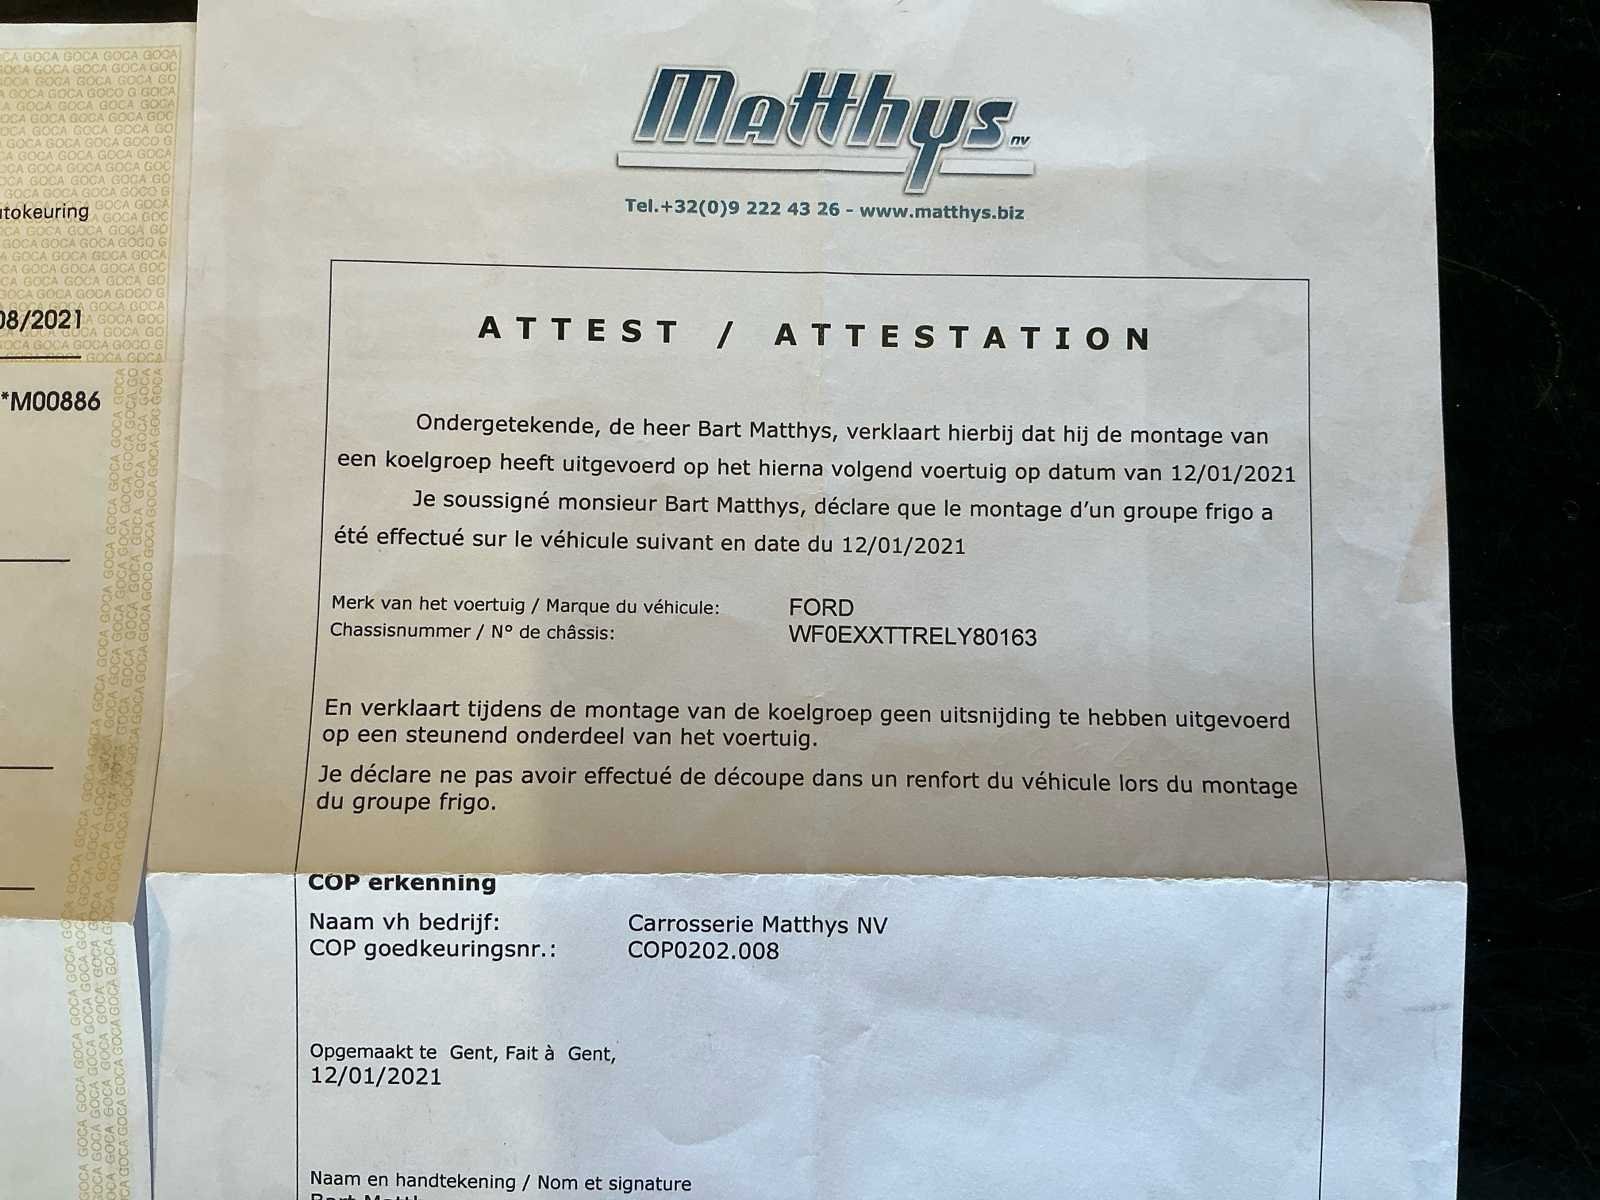 Matthys nv
Tel.+32(0)9 222 43 26 - www.matthys.biz
ATTEST / ATTESTATION
Ondergetekende, de heer Bart Matthys, verklaart hierbij dat hij de montage van
een koelgroep heeft uitgevoerd op het hierna volgend voertuig op datum van 12/01/2021
Je soussigné monsieur Bart Matthys, déclare que le montage d'un groupe frigo a
été effectué sur le véhicule suivant en date du 12/01/2021
Merk van het voertuig / Marque du véhicule: FORD
Chassisnummer / N° de châssis: WF0EXXTTRELY80163
En verklaart tijdens de montage van de koelgroep geen uitsnijding te hebben uitgevoerd
op een steunend onderdeel van het voertuig.
Je déclare ne pas avoir effectué de découpe dans un renfort du véhicule lors du montage
du groupe frigo.
COP erkenning
Naam vh bedrijf: Carrosserie Matthys NV
COP goedkeuringsnr.: COP0202.008
Opgemaakt te Gent, Fait à Gent,
12/01/2021
Naam en handtekening / Nom et signature
Bart
tokeuring
08/2021
*M00886
GOCA GOCA GOCA GOCA